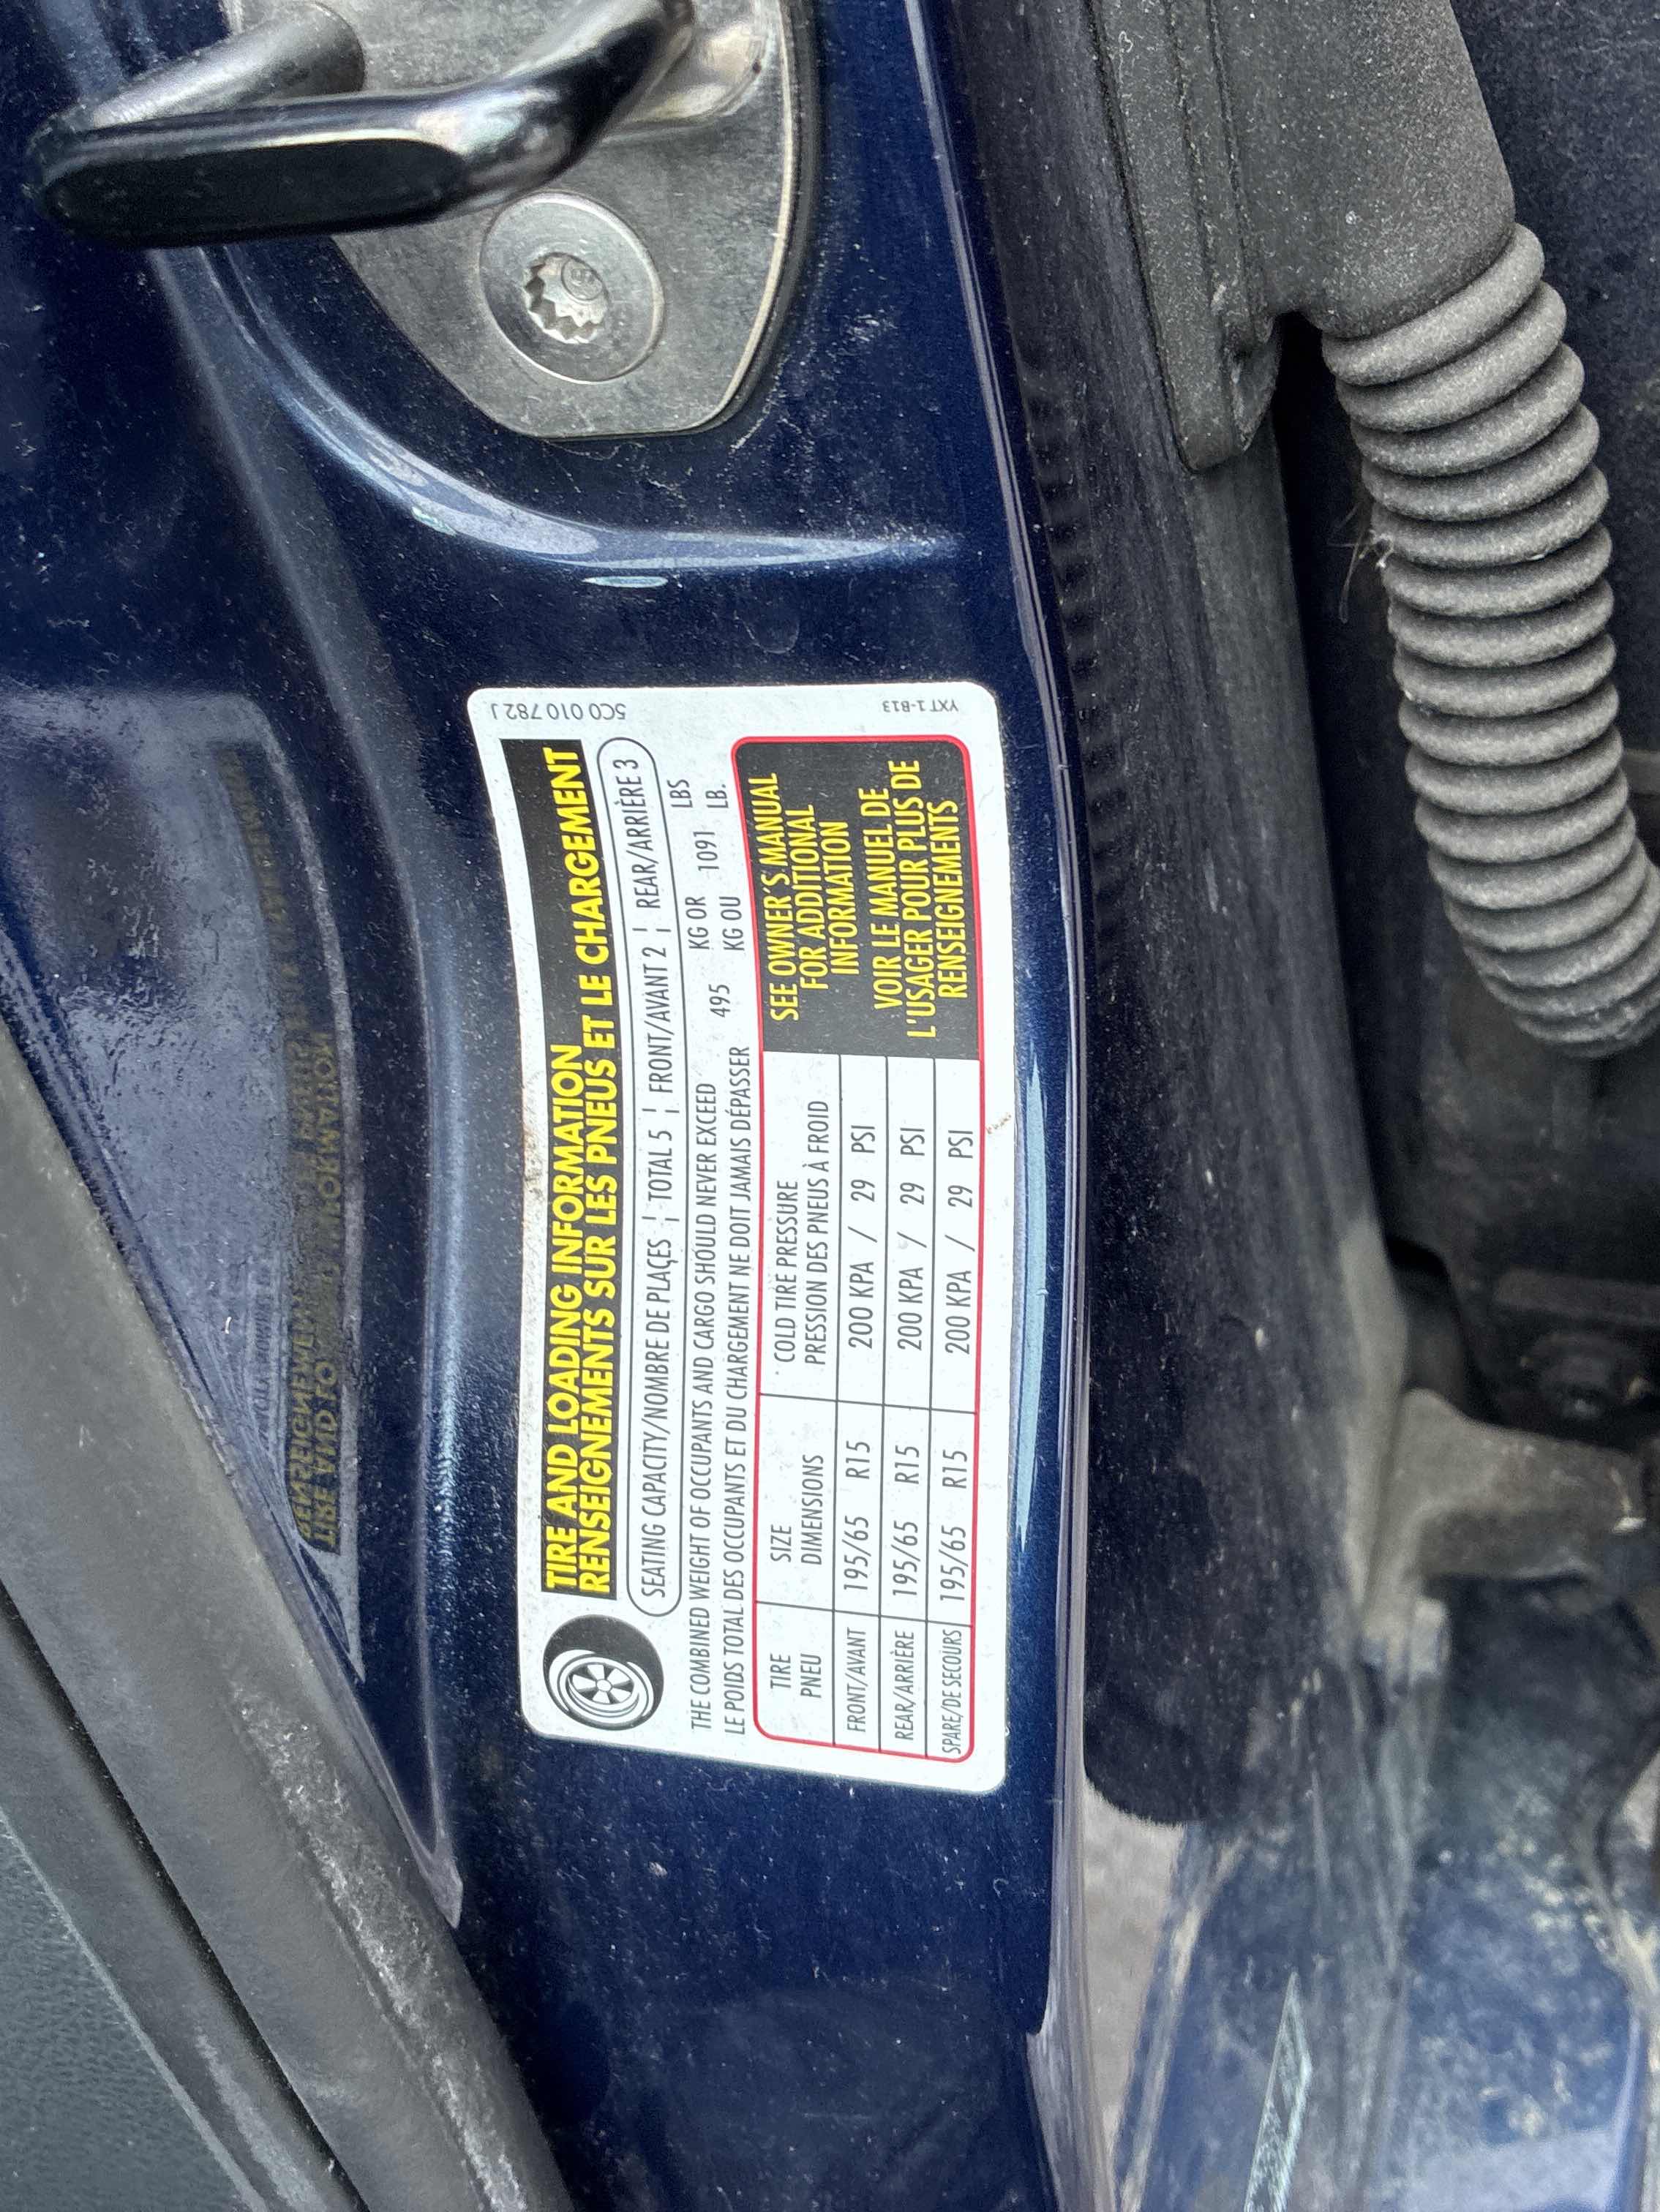 5C0 010 782 J
YXT 1-B13
TIRE AND LOADING INFORMATION
RENSEIGNEMENTS SUR LES PNEUS ET LE CHARGEMENT
SEATING CAPACITY/NOMBRE DE PLAÇES ¦ TOTAL 5 ¦ FRONT/AVANT 2 ¦ REAR/ARRIÈRE 3
THE COMBINED WEIGHT OF OCCUPANTS AND CARGO SHOULD NEVER EXCEED 495 KG OR 1091 LBS
LE POIDS TOTAL DES OCCUPANTS ET DU CHARGEMENT NE DOIT JAMAIS DÉPASSER KG OU LB.
TIRE SIZE COLD TIRE PRESSURE
PNEU DIMENSIONS PRESSION DES PNEUS À FROID
FRONT/AVANT 195/65 R15 200 KPA / 29 PSI
REAR/ARRIÈRE 195/65 R15 200 KPA / 29 PSI
SPARE/DE SECOURS 195/65 R15 200 KPA / 29 PSI
SEE OWNER'S MANUAL
FOR ADDITIONAL
INFORMATION
VOIR LE MANUEL DE
L'USAGER POUR PLUS DE
RENSEIGNEMENTS